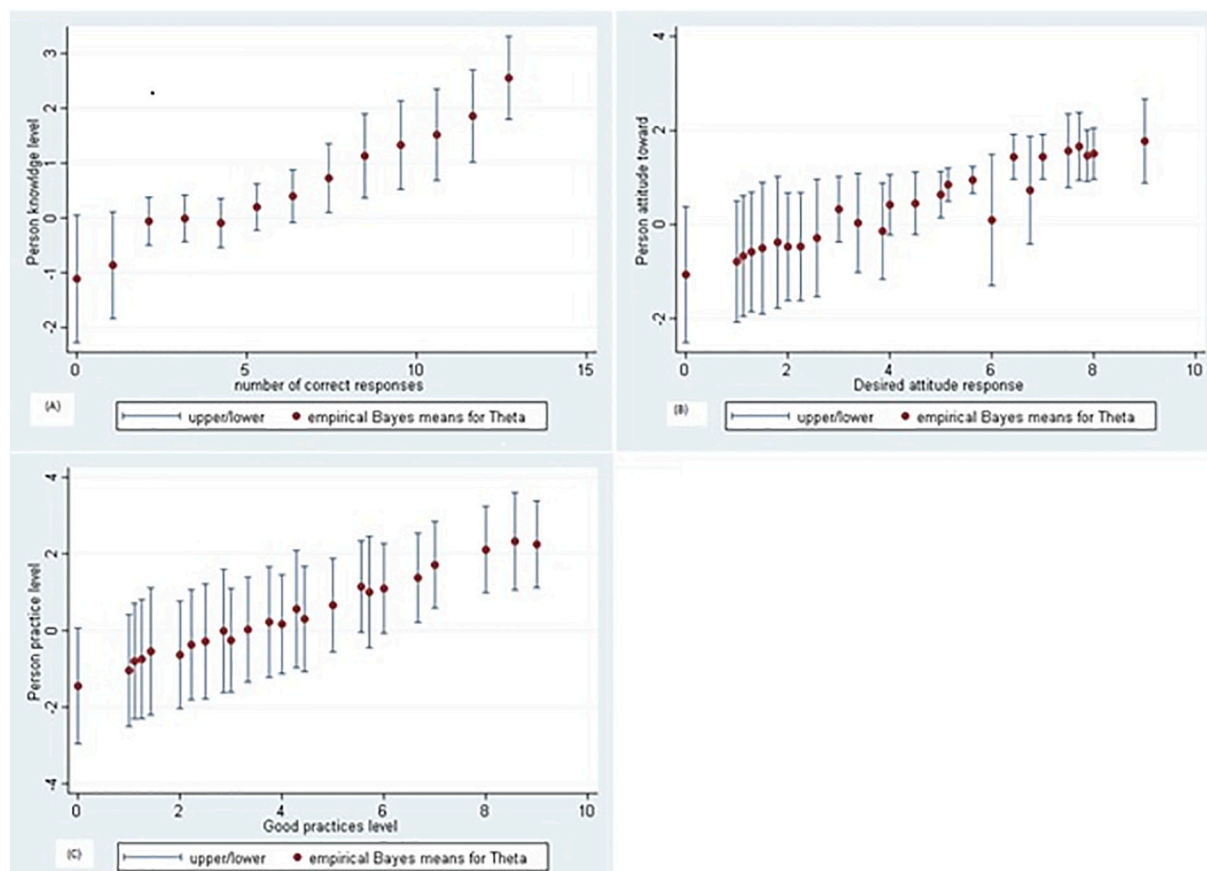 Person knowledge level
3
2
1
0
-1
-2
0
5
10
15
number of correct responses
(A)
upper/lower
empirical Bayes means for Theta
Person attitude toward
4
2
0
-2
0
2
4
6
8
10
Desired attitude response
(B)
upper/lower
empirical Bayes means for Theta
Person practice level
4
2
0
-2
-4
0
2
4
6
8
10
Good practices level
(C)
upper/lower
empirical Bayes means for Theta